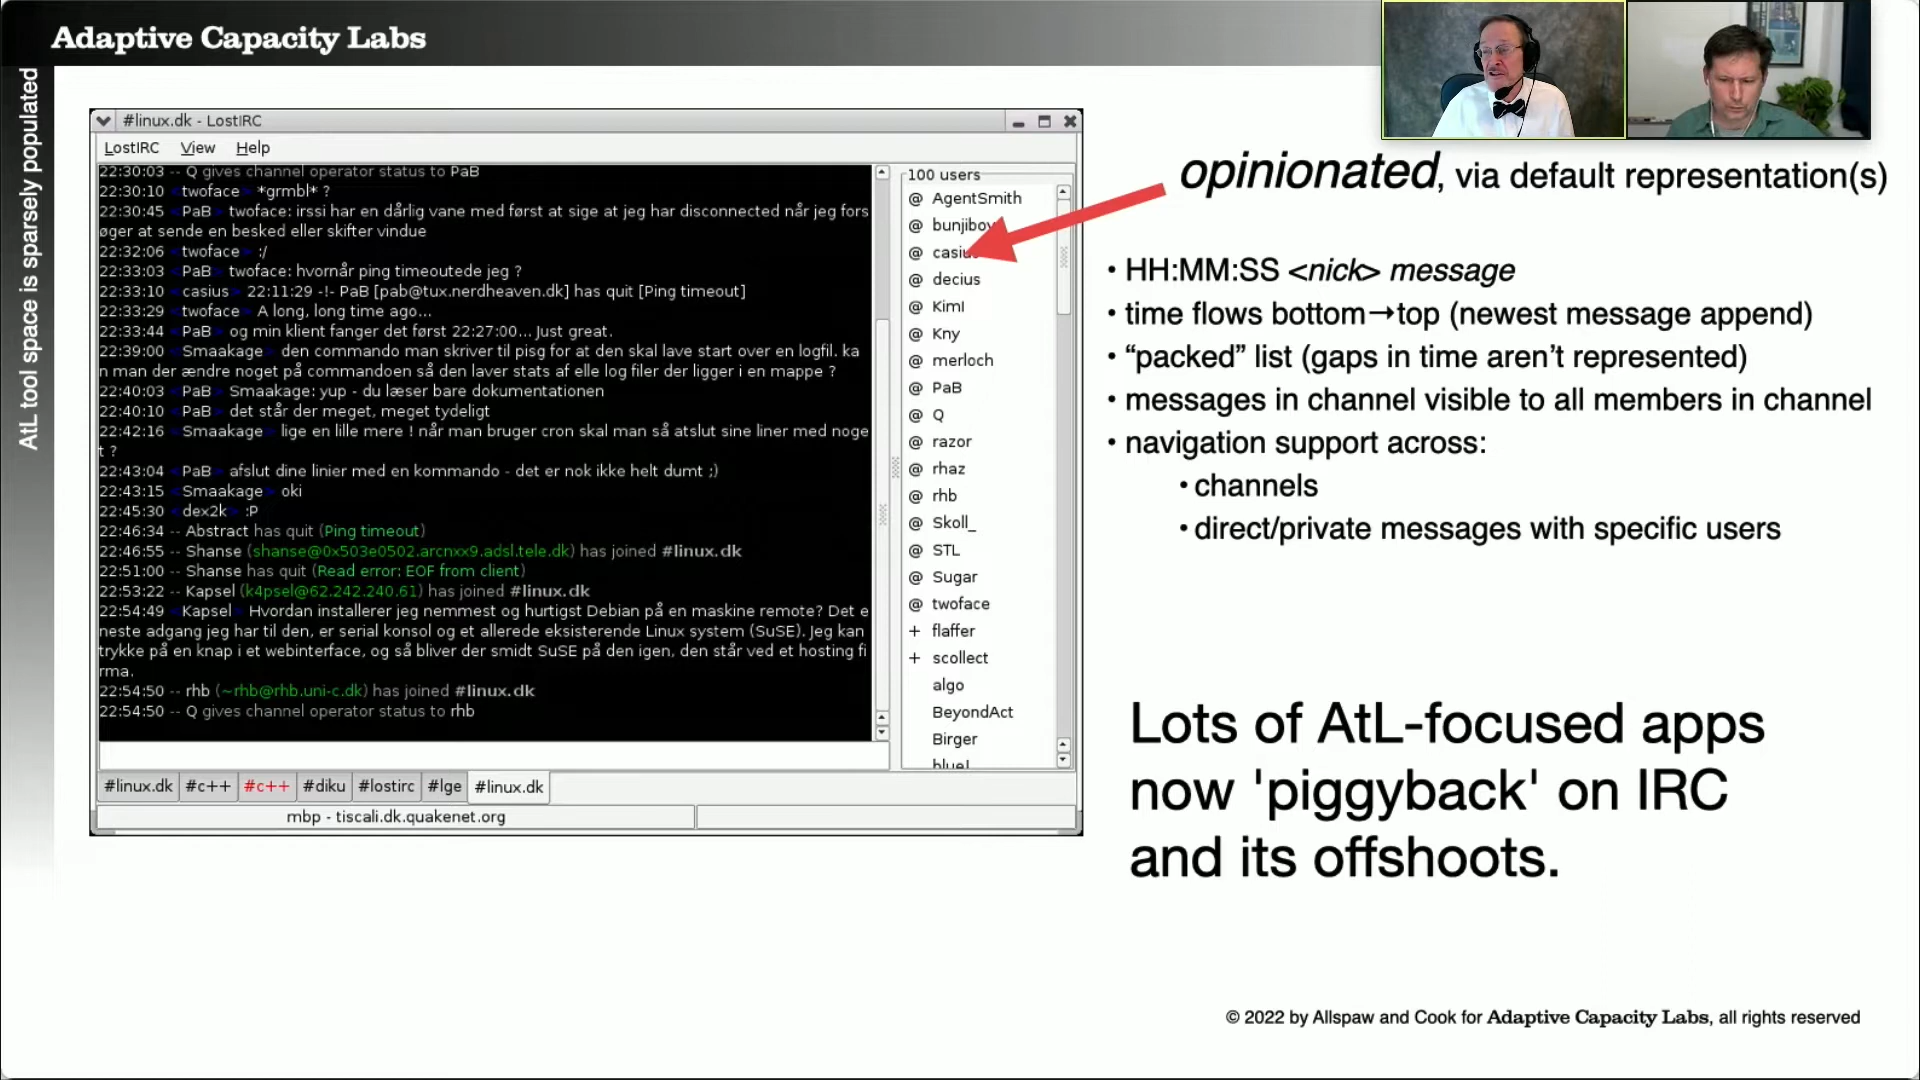 Adaptive Capacity Labs
AtL tool space is sparsely populated
#linux.dk - LostIRC
LostIRC View Help
22:30:03 -- Q gives channel operator status to PaB
22:30:10 <twoface> *grmbl* ?
22:30:45 <PaB> twoface: irssi har en dårlig vane med først at sige at jeg har disconnected når jeg fors
øger at sende en besked eller skifter vindue
22:32:06 <twoface> :/
22:33:03 <PaB> twoface: hvornår ping timeoutede jeg ?
22:33:10 <casius> 22:11:29 -!- PaB [pab@tux.nerdheaven.dk] has quit [Ping timeout]
22:33:29 <twoface> A long, long time ago...
22:33:44 <PaB> og min klient fanger det først 22:27:00... Just great.
22:39:00 <Smaakage> den commando man skriver til pisg for at den skal lave start over en logfil. ka
n man der ændre noget på commandoen så den laver stats af elle log filer der ligger i en mappe ?
22:40:03 <PaB> Smaakage: yup - du læser bare dokumentationen
22:40:10 <PaB> det står der meget, meget tydeligt
22:42:16 <Smaakage> lige en lille mere ! når man bruger cron skal man så atslut sine liner med noge
t ?
22:43:04 <PaB> afslut dine linier med en kommando - det er nok ikke helt dumt ;)
22:43:15 <Smaakage> oki
22:45:30 <dex2k> :P
22:46:34 -- Abstract has quit (Ping timeout)
22:46:55 -- Shanse (shanse@0x503e0502.arcnxx9.adsl.tele.dk) has joined #linux.dk
22:51:00 -- Shanse has quit (Read error: EOF from client)
22:53:22 -- Kapsel (k4psel@62.242.240.61) has joined #linux.dk
22:54:49 <Kapsel> Hvordan installerer jeg nemmest og hurtigst Debian på en maskine remote? Det e
neste adgang jeg har til den, er serial konsol og et allerede eksisterende Linux system (SuSE). Jeg kan
trykke på en knap i et webinterface, og så bliver der smidt SuSE på den igen, den står ved et hosting fi
rma.
22:54:50 -- rhb (~rhb@rhb.uni-c.dk) has joined #linux.dk
22:54:50 -- Q gives channel operator status to rhb
100 users
@ AgentSmith
@ bunjiboy
@ casius
@ decius
@ KimI
@ Kny
@ merloch
@ PaB
@ Q
@ razor
@ rhaz
@ rhb
@ Skoll_
@ STL
@ Sugar
@ twoface
+ flaffer
+ scollect
algo
BeyondAct
Birger
#linux.dk #c++ #c++ #diku #lostirc #lge #linux.dk
mbp - tiscali.dk.quakenet.org
opinionated, via default representation(s)
• HH:MM:SS <nick> message
• time flows bottom→top (newest message append)
• “packed” list (gaps in time aren’t represented)
• messages in channel visible to all members in channel
• navigation support across:
• channels
• direct/private messages with specific users
Lots of AtL-focused apps
now 'piggyback' on IRC
and its offshoots.
© 2022 by Allspaw and Cook for Adaptive Capacity Labs, all rights reserved